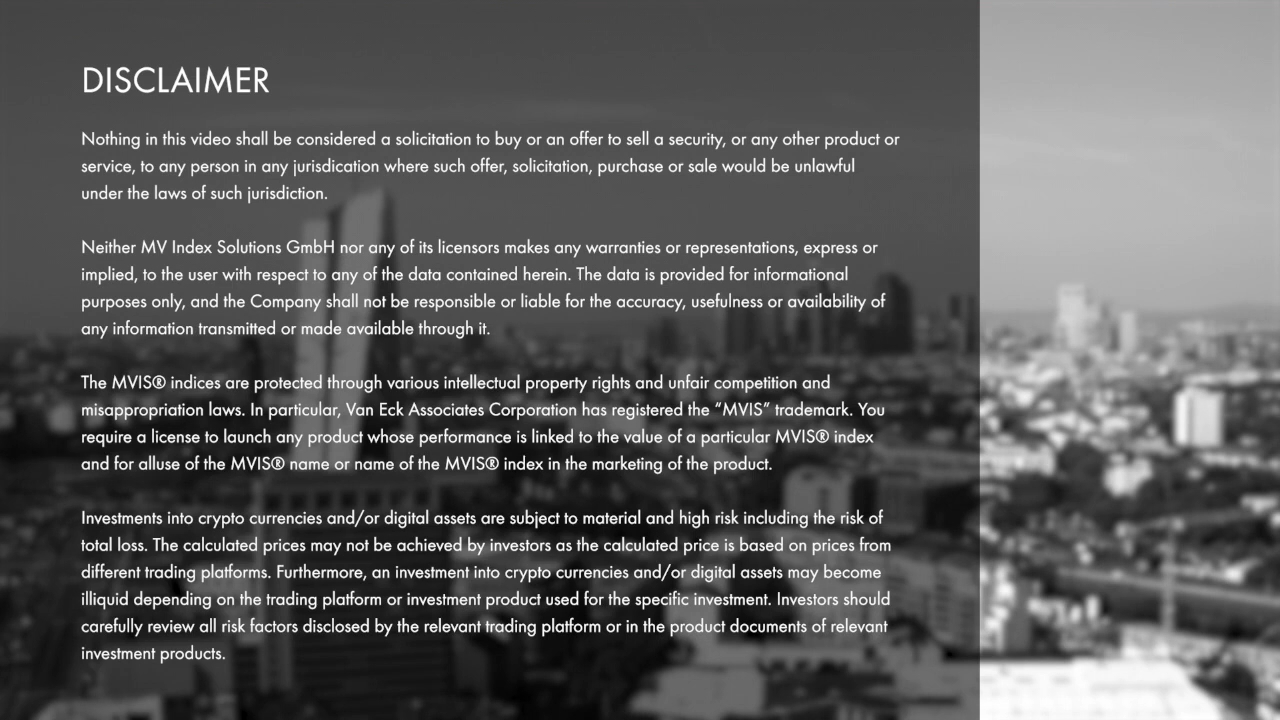 DISCLAIMER
Nothing in this video shall be considered a solicitation to buy or an offer to sell a security, or any other product or
service, to any person in any jurisdication where such offer, solicitation, purchase or sale would be unlawful
under the laws of such jurisdiction.
Neither MV Index Solutions GmbH nor any of its licensors makes any warranties or representations, express or
implied, to the user with respect to any of the data contained herein. The data is provided for informational
purposes only, and the Company shall not be responsible or liable for the accuracy, usefulness or availability of
any information transmitted or made available through it.
The MVIS® indices are protected through various intellectual property rights and unfair competition and
misappropriation laws. In particular, Van Eck Associates Corporation has registered the “MVIS” trademark. You
require a license to launch any product whose performance is linked to the value of a particular MVIS® index
and for alluse of the MVIS® name or name of the MVIS® index in the marketing of the product.
Investments into crypto currencies and/or digital assets are subject to material and high risk including the risk of
total loss. The calculated prices may not be achieved by investors as the calculated price is based on prices from
different trading platforms. Furthermore, an investment into crypto currencies and/or digital assets may become
illiquid depending on the trading platform or investment product used for the specific investment. Investors should
carefully review all risk factors disclosed by the relevant trading platform or in the product documents of relevant
investment products.